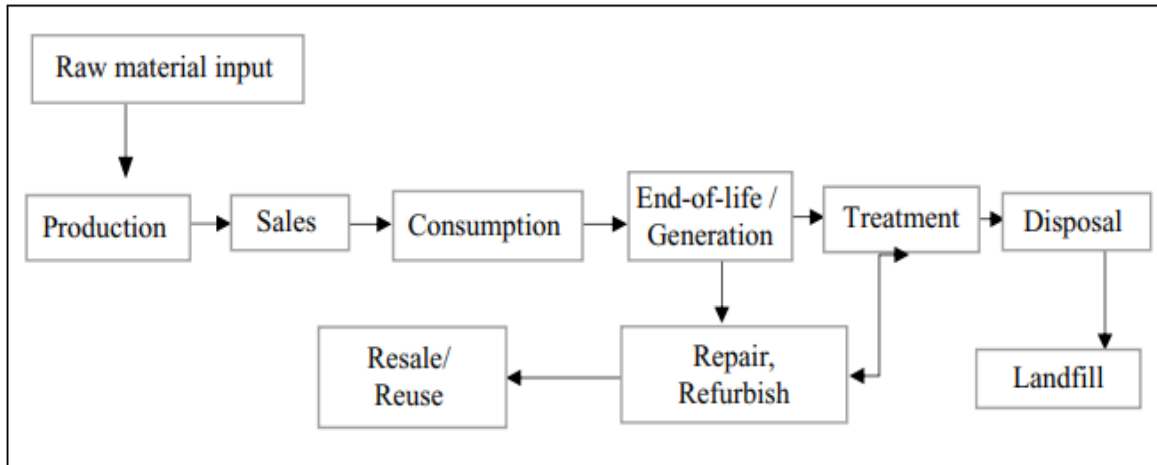 Raw material input
Production
Sales
Consumption
End-of-life /
Generation
Treatment
Disposal
Resale/
Reuse
Repair,
Refurbish
Landfill